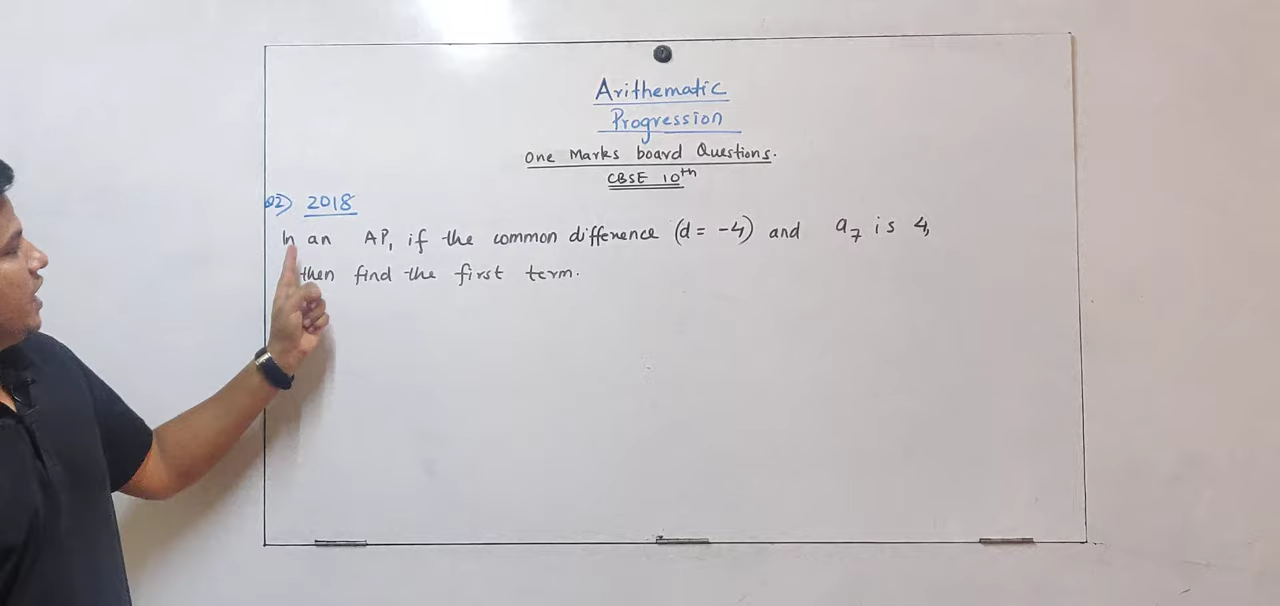 Arithematic
Progression
One Marks board Questions.
CBSE 10th
Q2) 2018
In an AP, if the common difference (d = -4) and a7 is 4,
then find the first term.